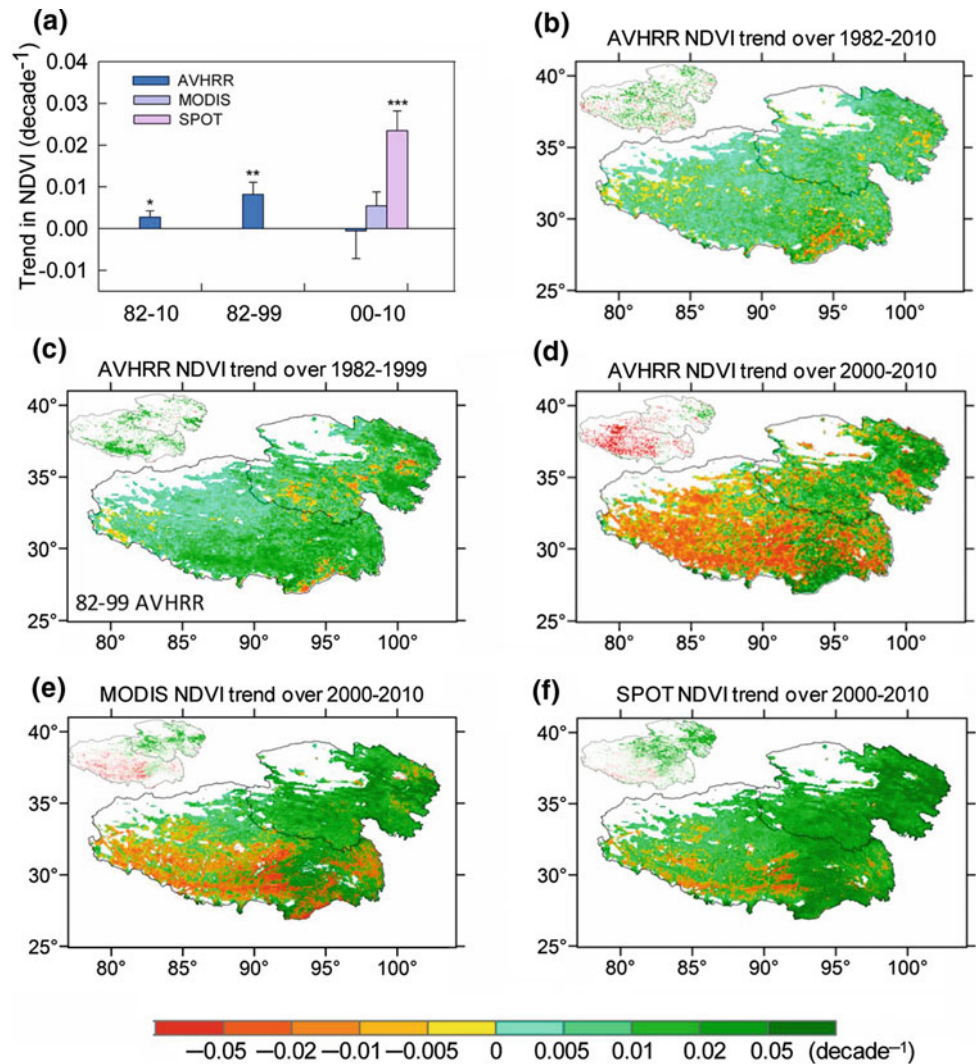 (a)
0.04
0.03
0.02
0.01
0.00
-0.01
Trend in NDVI (decade⁻¹)
AVHRR
MODIS
SPOT
*
**
***
82-10
82-99
00-10
(b)
AVHRR NDVI trend over 1982-2010
40°
35°
30°
25°
80° 85° 90° 95° 100°
(c)
AVHRR NDVI trend over 1982-1999
40°
35°
30°
25°
82-99 AVHRR
80° 85° 90° 95° 100°
(d)
AVHRR NDVI trend over 2000-2010
40°
35°
30°
25°
80° 85° 90° 95° 100°
(e)
MODIS NDVI trend over 2000-2010
40°
35°
30°
25°
80° 85° 90° 95° 100°
(f)
SPOT NDVI trend over 2000-2010
40°
35°
30°
25°
80° 85° 90° 95° 100°
−0.05 −0.02 −0.01 −0.005 0 0.005 0.01 0.02 0.05 (decade⁻¹)